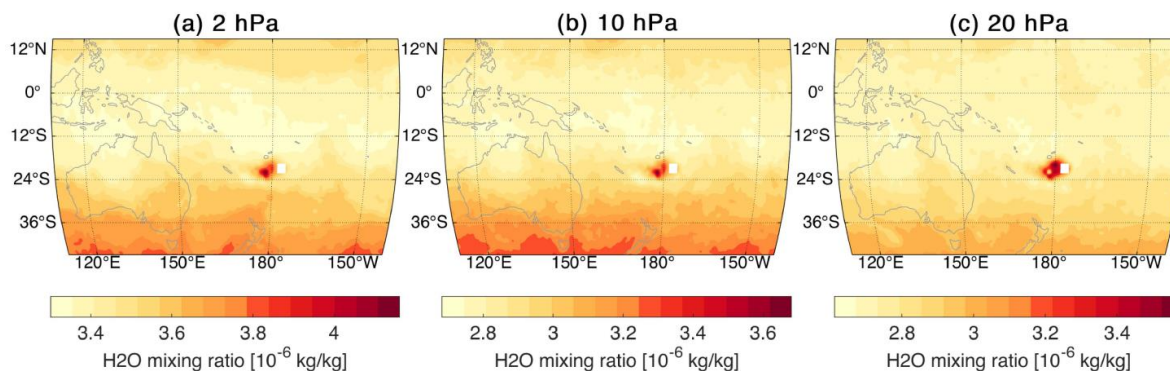 (a) 2 hPa (b) 10 hPa (c) 20 hPa
12°N 12°N 12°N
0° 0° 0°
12°S 12°S 12°S
24°S 24°S 24°S
36°S 36°S 36°S
120°E 150°E 180° 150°W 120°E 150°E 180° 150°W 120°E 150°E 180° 150°W
3.4 3.6 3.8 4 2.8 3 3.2 3.4 3.6 2.8 3 3.2 3.4
H2O mixing ratio [10⁻⁶ kg/kg] H2O mixing ratio [10⁻⁶ kg/kg] H2O mixing ratio [10⁻⁶ kg/kg]